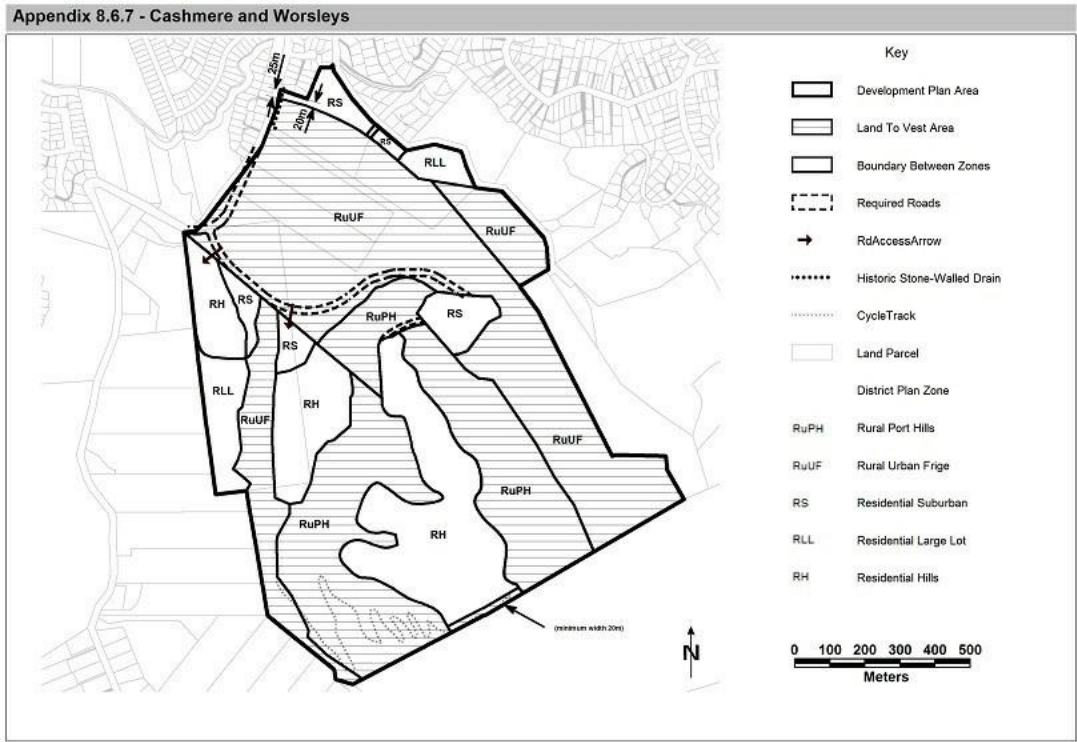 Appendix 8.6.7 - Cashmere and Worsleys
25m
20m
RS
RS
RLL
RuUF
RuUF
RH
RS
RuPH
RS
RS
RLL
RuUF
RH
RuUF
RuPH
RuPH
RH
(minimum width 20m)
Key
Development Plan Area
Land To Vest Area
Boundary Between Zones
Required Roads
RdAccessArrow
Historic Stone-Walled Drain
CycleTrack
Land Parcel
District Plan Zone
RuPH Rural Port Hills
RuUF Rural Urban Frige
RS Residential Suburban
RLL Residential Large Lot
RH Residential Hills
N
0 100 200 300 400 500
Meters